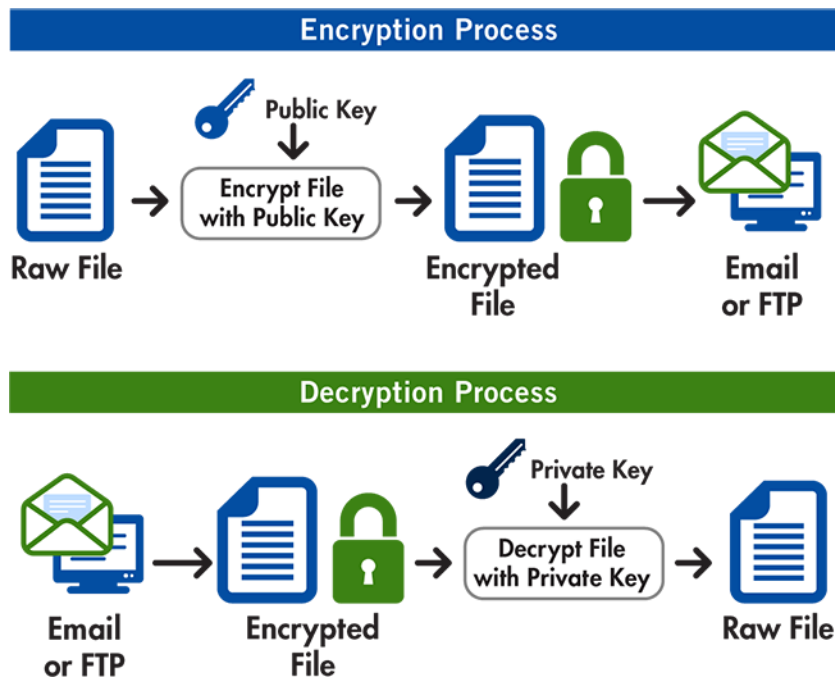 Encryption Process
Public Key
Encrypt File
with Public Key
Raw File
Encrypted
File
Email
or FTP
Decryption Process
Private Key
Decrypt File
with Private Key
Email
or FTP
Encrypted
File
Raw File